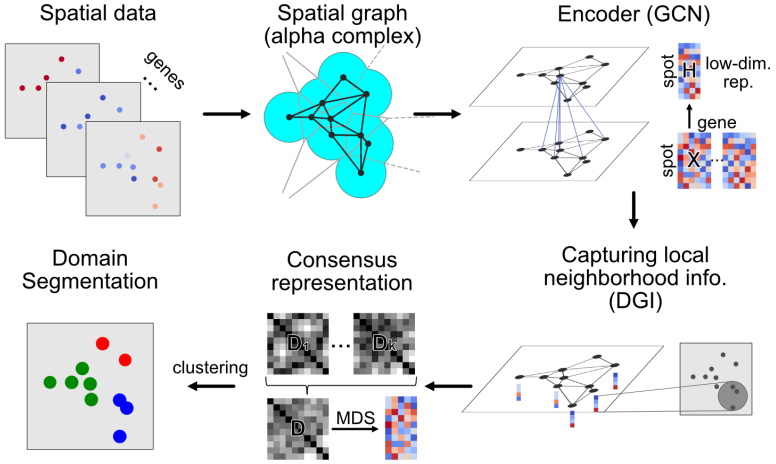 Spatial data
genes
...
Spatial graph
(alpha complex)
Encoder (GCN)
spot
H
low-dim.
rep.
gene
spot
X
...
Capturing local
neighborhood info.
(DGI)
Consensus
representation
D1
...
Dk
D
MDS
clustering
Domain
Segmentation